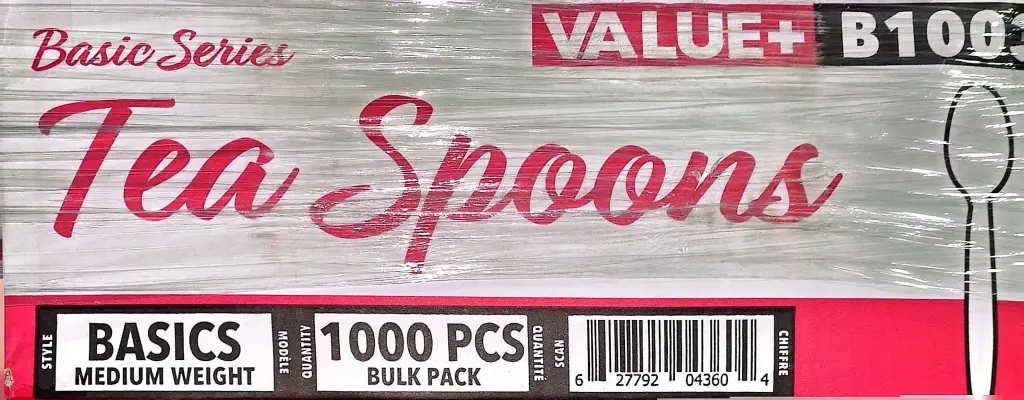 Basic Series
VALUE+ B1003
Tea Spoons
STYLE
BASICS
MEDIUM WEIGHT
MODÈLE
QUANTITY
1000 PCS
BULK PACK
QUANTITÉ
SCAN
6 27792 04360 4
CHIFFRE